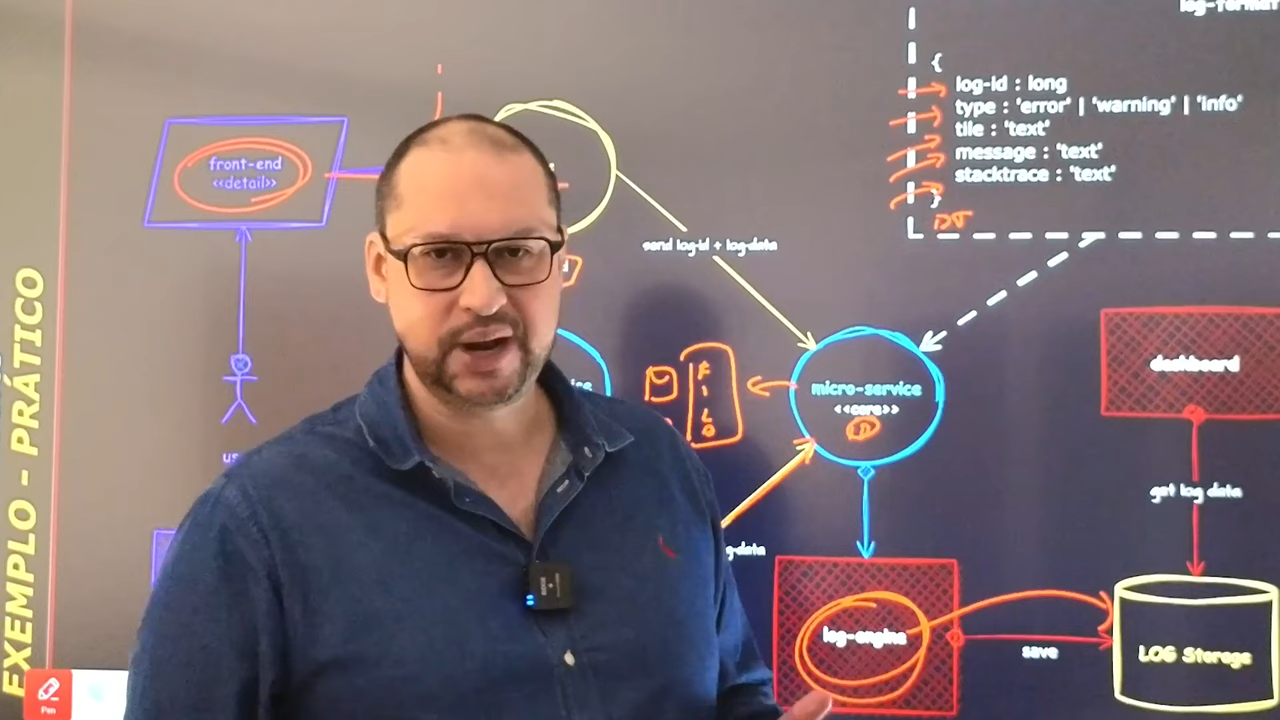 log-format
{
log-id : long
type : 'error' | 'warning' | 'info'
tile : 'text'
message : 'text'
stacktrace : 'text'
}
front-end
<<detail>>
send log-id + log-data
dashboard
micro-service
<<core>>
get log data
log-engine
save
LOG Storage
EXEMPLO - PRÁTICO
Pen